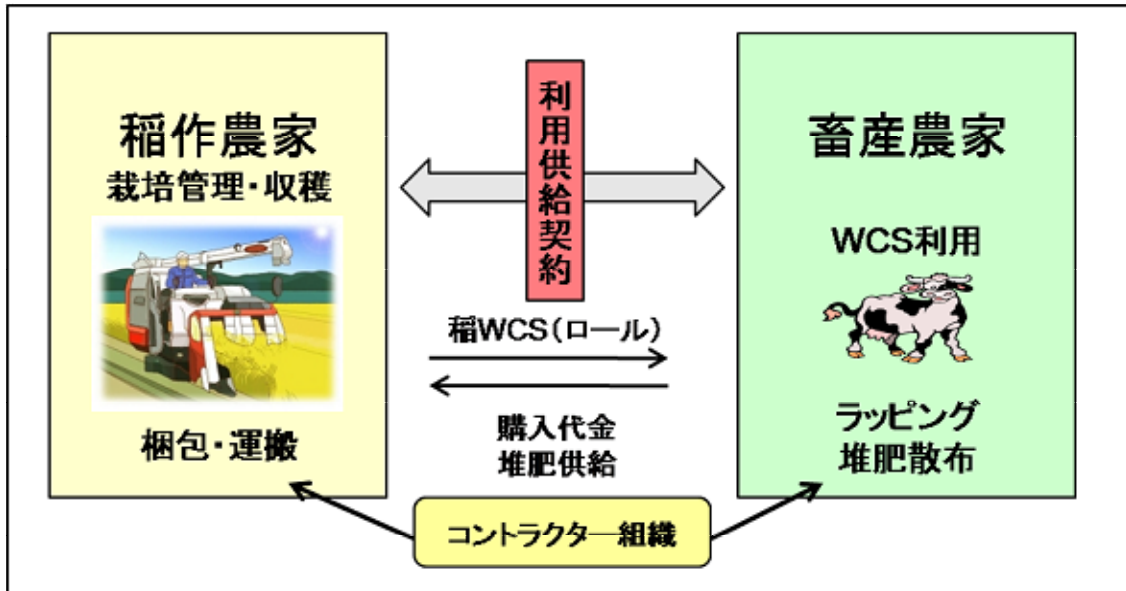 稲作農家
栽培管理・収穫
梱包・運搬
利用供給契約
稲WCS(ロール)
購入代金
堆肥供給
畜産農家
WCS利用
ラッピング
堆肥散布
コントラクター組織